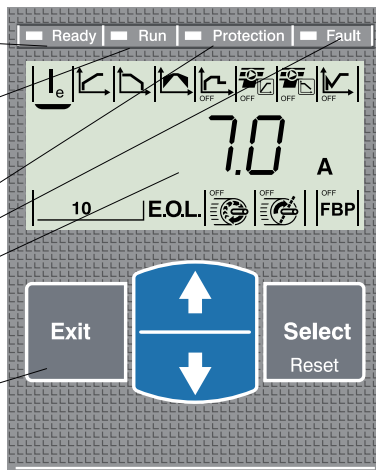 Ready Run Protection Fault
Ie OFF OFF OFF OFF
7.0 A
10 E.O.L. OFF OFF FBP
Exit Select
Reset